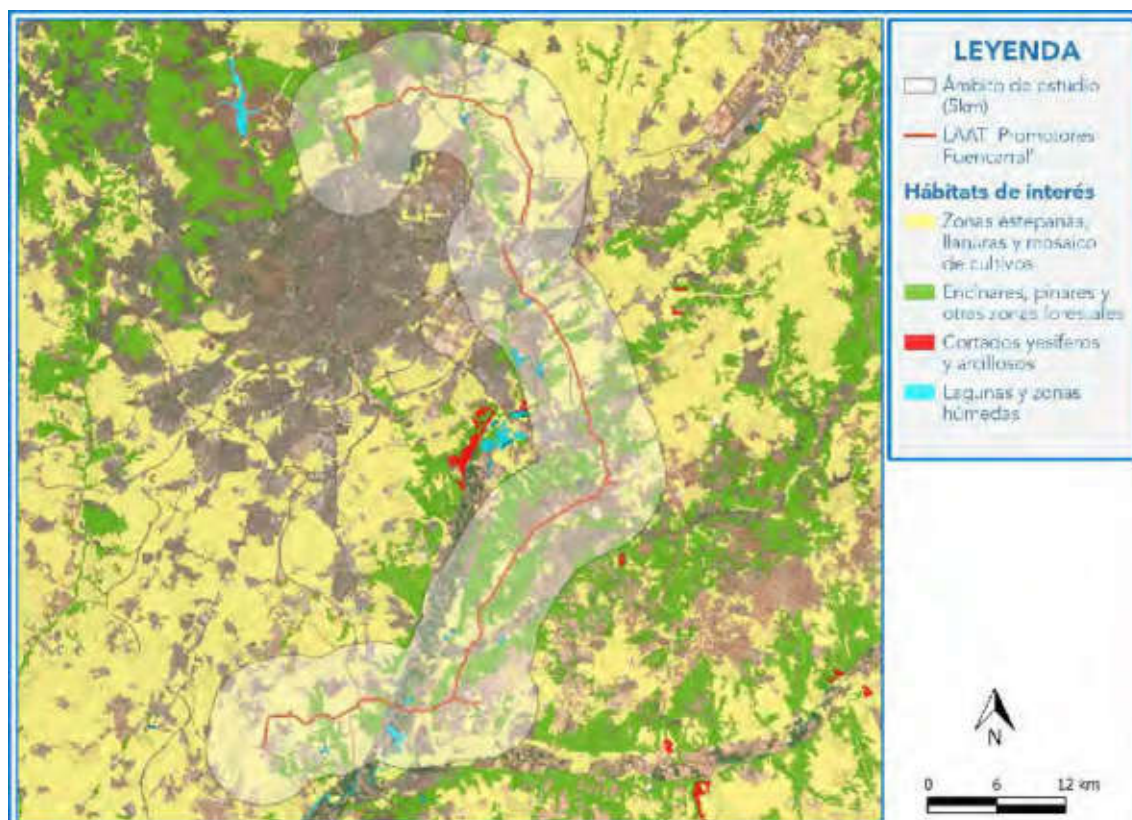 LEYENDA
Ámbito de estudio
(5km)
LAAT 'Promotores
Fuencarral'
Hábitats de interés
Zonas esteparias,
llanuras y mosaico
de cultivos
Encinares, pinares y
otras zonas forestales
Cortados yesíferos
y arcillosos
Lagunas y zonas
húmedas
N
0 6 12 km